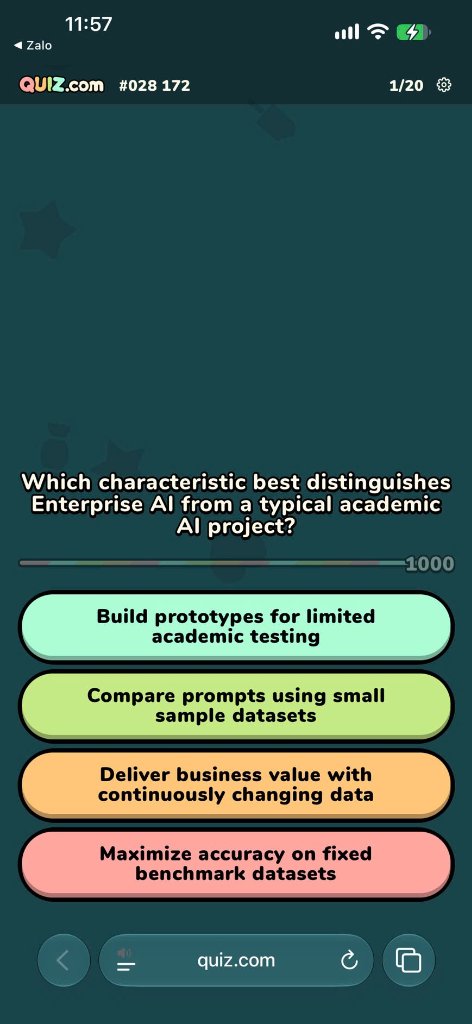 11:57
◀ Zalo
QUIZ.com #028 172 1/20
Which characteristic best distinguishes
Enterprise AI from a typical academic
AI project?
1000
Build prototypes for limited
academic testing
Compare prompts using small
sample datasets
Deliver business value with
continuously changing data
Maximize accuracy on fixed
benchmark datasets
quiz.com